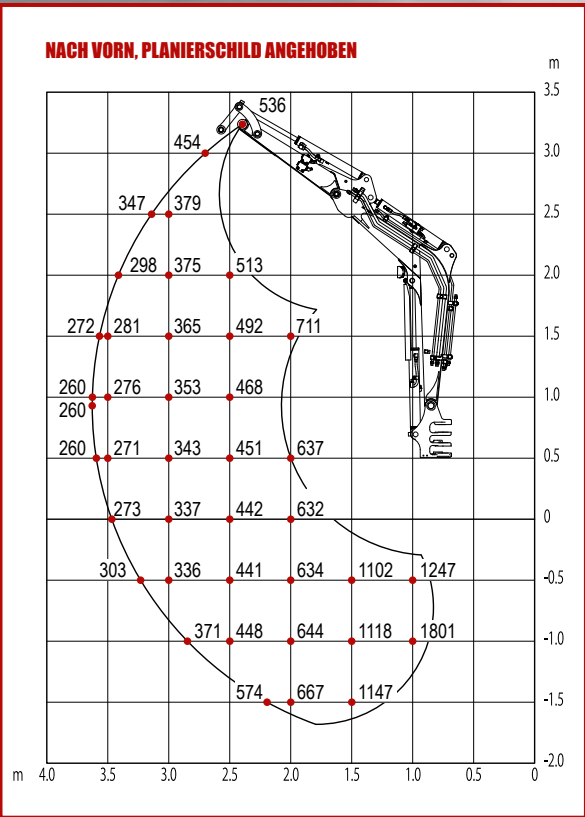 NACH VORN, PLANIERSCHILD ANGEHOBEN
m
3.5
536
454
3.0
347 379
2.5
298 375 513
2.0
272 281 365 492 711
1.5
260 276 353 468
1.0
260
260 271 343 451 637
0.5
273 337 442 632
0
303 336 441 634 1102 1247
-0.5
371 448 644 1118 1801
-1.0
574 667 1147
-1.5
-2.0
m 4.0 3.5 3.0 2.5 2.0 1.5 1.0 0.5 0